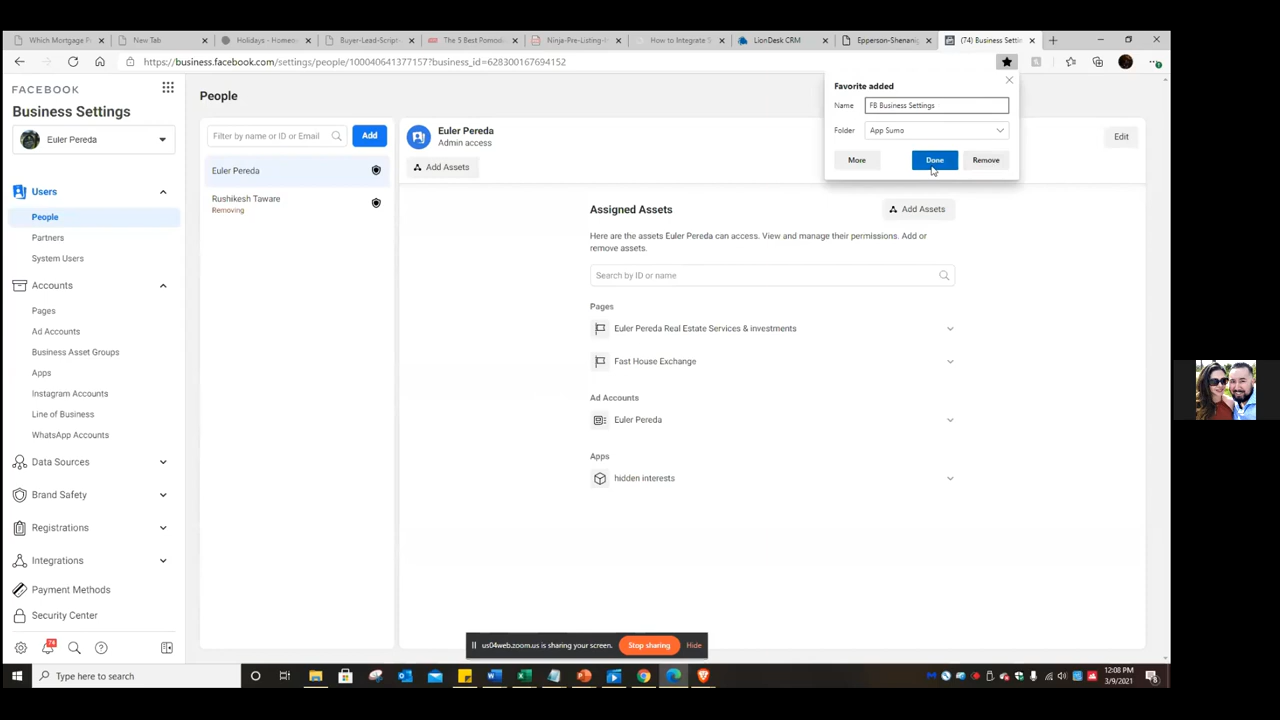 Which Mortgage P
New Tab
Holidays - Homes
Buyer-Lead-Script-
The 5 Best Pomod
Ninja-Pre-Listing-
How to Integrate S
LionDesk CRM
Epperson-Shenanig
(74) Business Settin
https://business.facebook.com/settings/people/100040641377157?business_id=628300167694152
FACEBOOK
Business Settings
Euler Pereda
Users
People
Partners
System Users
Accounts
Pages
Ad Accounts
Business Asset Groups
Apps
Instagram Accounts
Line of Business
WhatsApp Accounts
Data Sources
Brand Safety
Registrations
Integrations
Payment Methods
Security Center
74
People
Filter by name or ID or Email
Add
Euler Pereda
Rushikesh Taware
Removing
Euler Pereda
Admin access
Add Assets
Edit
Favorite added
Name
FB Business Settings
Folder
App Sumo
More
Done
Remove
Assigned Assets
Add Assets
Here are the assets Euler Pereda can access. View and manage their permissions. Add or
remove assets.
Search by ID or name
Pages
Euler Pereda Real Estate Services & investments
Fast House Exchange
Ad Accounts
Euler Pereda
Apps
hidden interests
us04web.zoom.us is sharing your screen.
Stop sharing
Hide
Type here to search
12:08 PM
3/9/2021